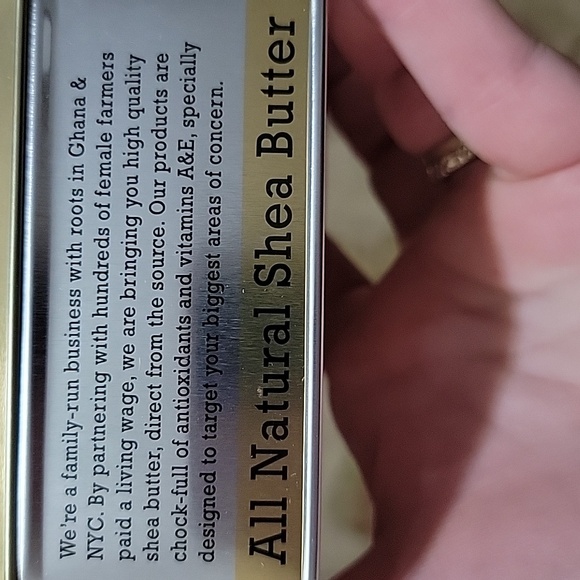 We're a family-run business with roots in Ghana &
NYC. By partnering with hundreds of female farmers
paid a living wage, we are bringing you high quality
shea butter, direct from the source. Our products are
chock-full of antioxidants and vitamins A&E, specially
designed to target your biggest areas of concern.
All Natural Shea Butter